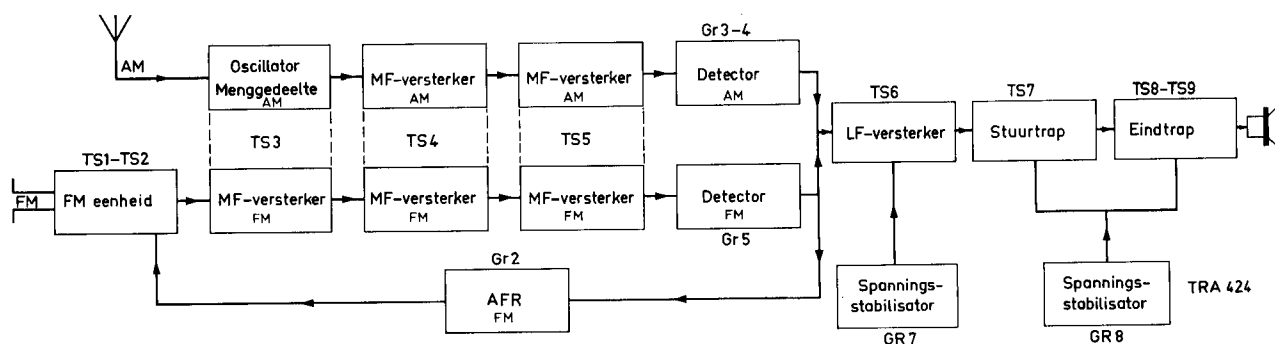 AM
Oscillator
Menggedeelte
AM
MF-versterker
AM
MF-versterker
AM
Gr3-4
Detector
AM
TS3
TS4
TS5
TS1-TS2
FM
FM eenheid
MF-versterker
FM
MF-versterker
FM
MF-versterker
FM
Detector
FM
Gr5
Gr2
AFR
FM
TS6
LF-versterker
TS7
Stuurtrap
TS8-TS9
Eindtrap
Spannings-
stabilisator
GR7
Spannings-
stabilisator
GR8
TRA 424